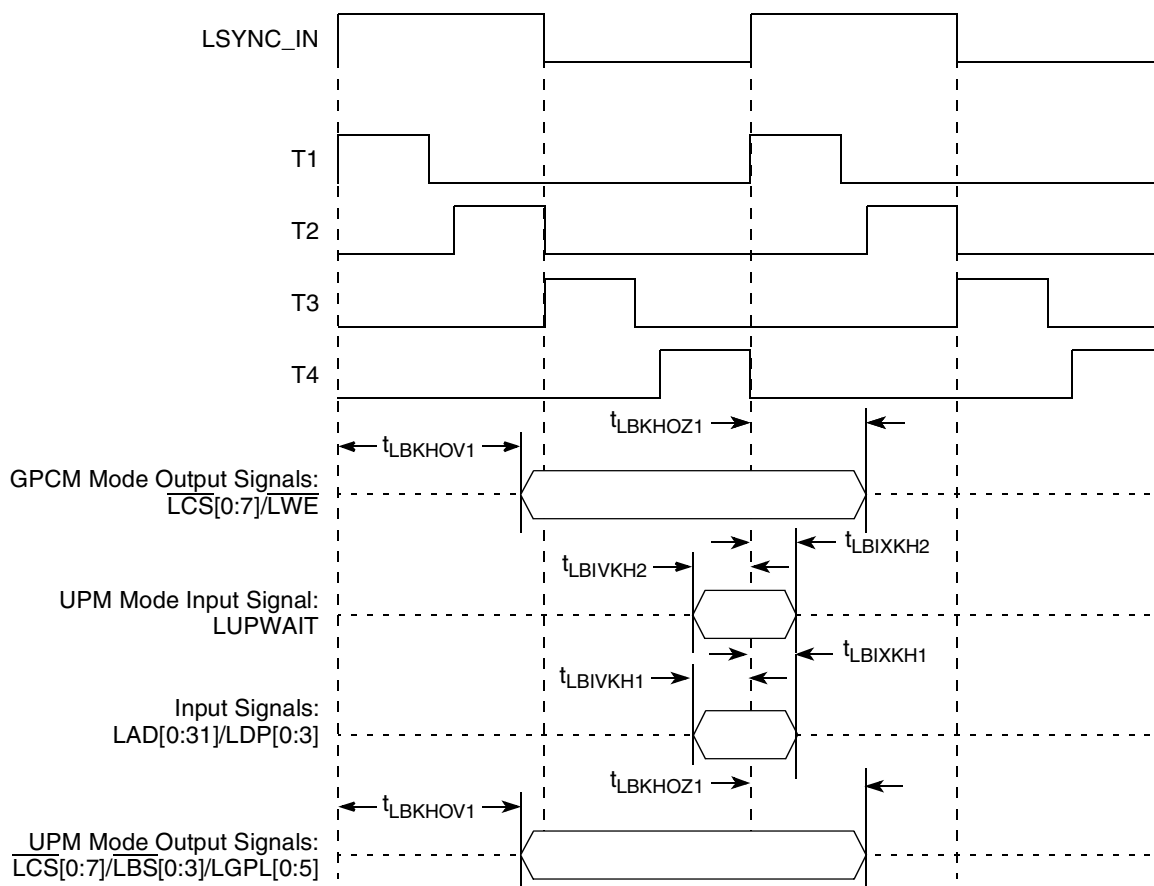 LSYNC_IN
T1
T2
T3
T4
tLBKHOZ1
tLBKHOV1
GPCM Mode Output Signals:
LCS[0:7]/LWE
tLBIXKH2
tLBIVKH2
UPM Mode Input Signal:
LUPWAIT
tLBIXKH1
tLBIVKH1
Input Signals:
LAD[0:31]/LDP[0:3]
tLBKHOZ1
tLBKHOV1
UPM Mode Output Signals:
LCS[0:7]/LBS[0:3]/LGPL[0:5]